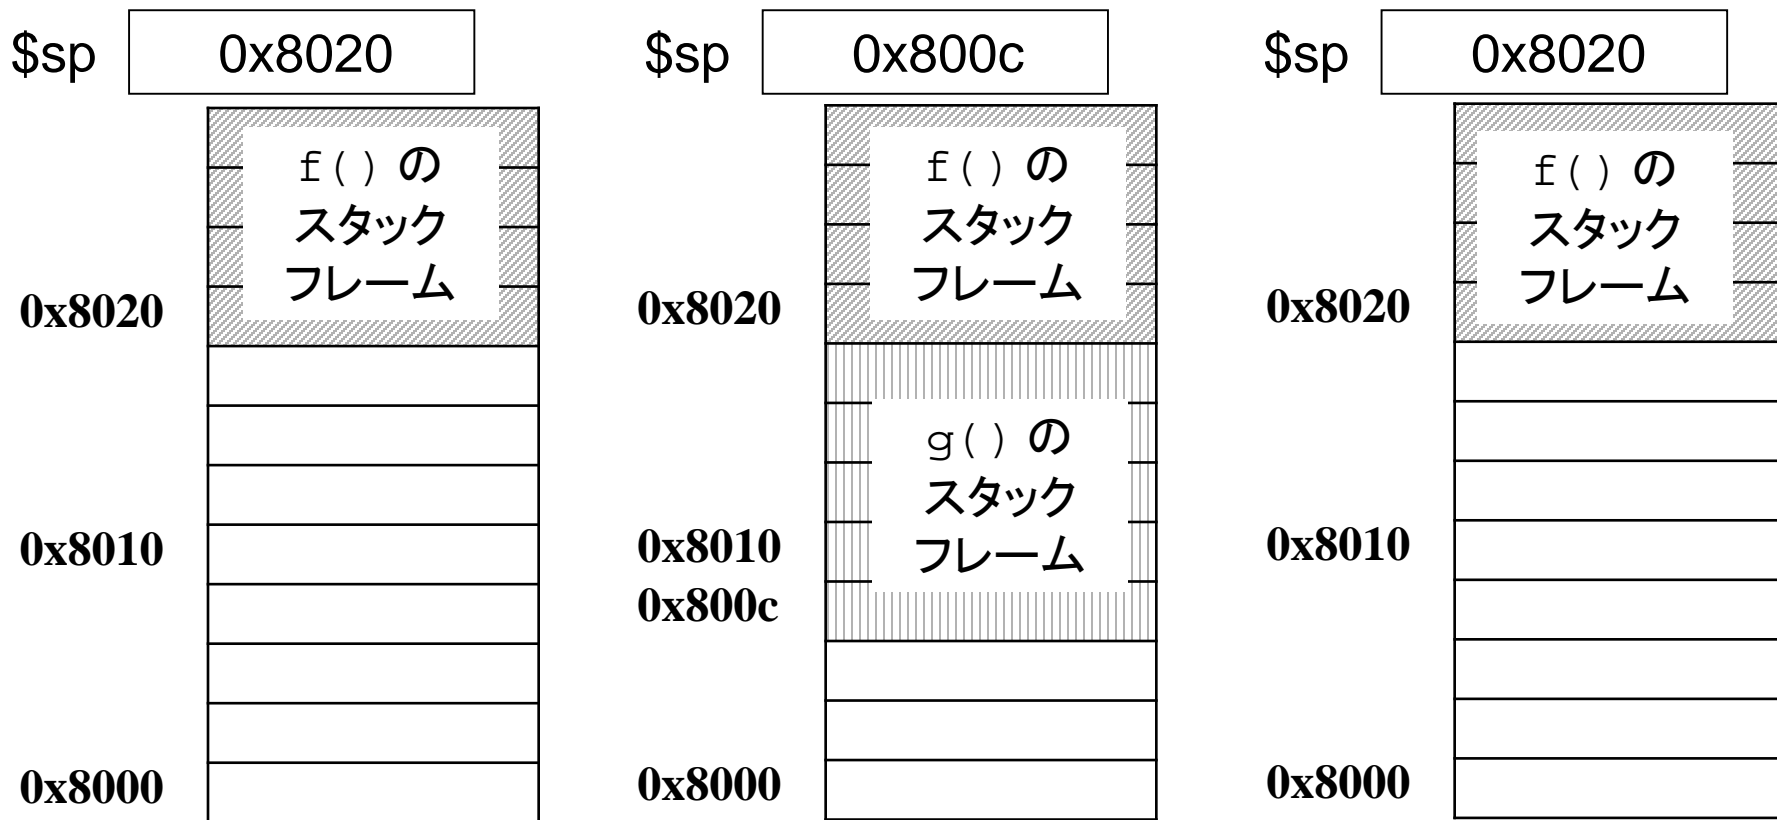 $sp 0x8020
f() の
スタック
フレーム
0x8020
0x8010
0x8000
$sp 0x800c
f() の
スタック
フレーム
0x8020
g() の
スタック
フレーム
0x8010
0x800c
0x8000
$sp 0x8020
f() の
スタック
フレーム
0x8020
0x8010
0x8000